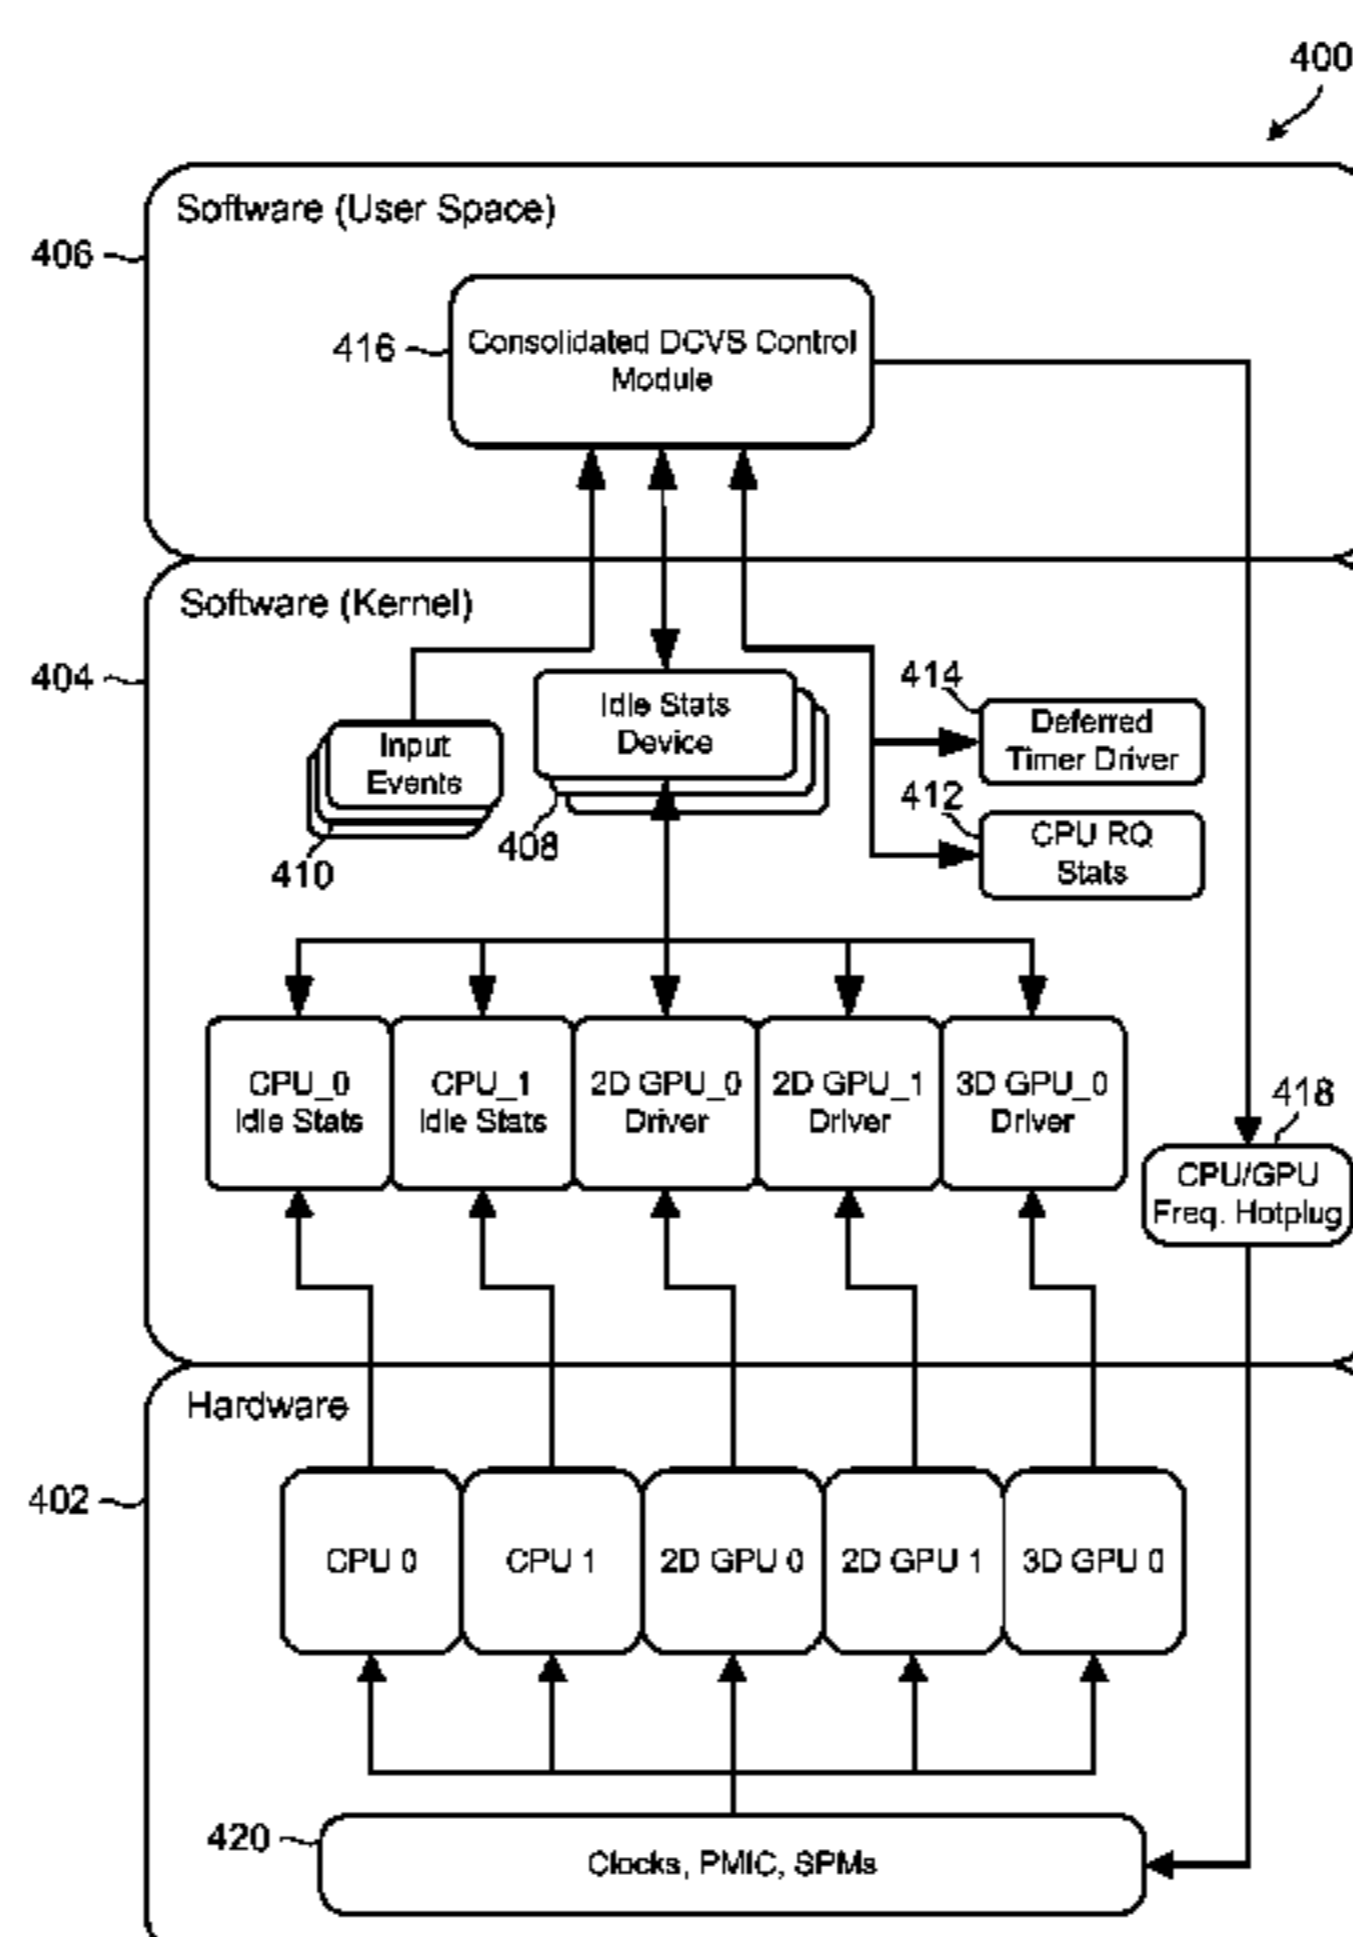 400
Software (User Space)
406
416
Consolidated DCVS Control
Module
Software (Kernel)
404
414
Deferred
Timer Driver
Idle Stats
Device
Input
Events
412
CPU RQ
Stats
408
410
CPU_0
Idle Stats
CPU_1
Idle Stats
2D GPU_0
Driver
2D GPU_1
Driver
3D GPU_0
Driver
418
CPU/GPU
Freq. Hotplug
Hardware
402
CPU 0
CPU 1
2D GPU 0
2D GPU 1
3D GPU 0
420
Clocks, PMIC, SPMs